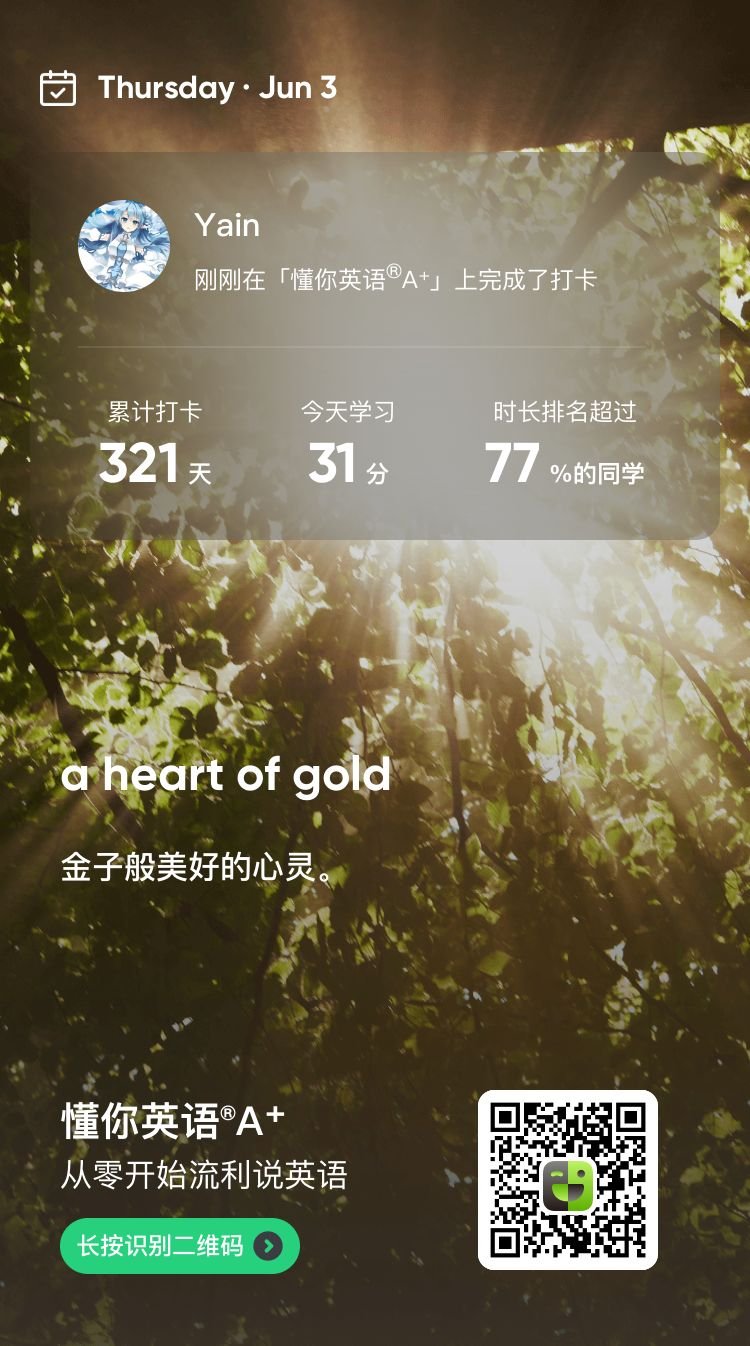 Thursday · Jun 3
Yain
刚刚在「懂你英语®A⁺」上完成了打卡
累计打卡 今天学习 时长排名超过
321 天 31 分 77 %的同学
a heart of gold
金子般美好的心灵。
懂你英语®A⁺
从零开始流利说英语
长按识别二维码